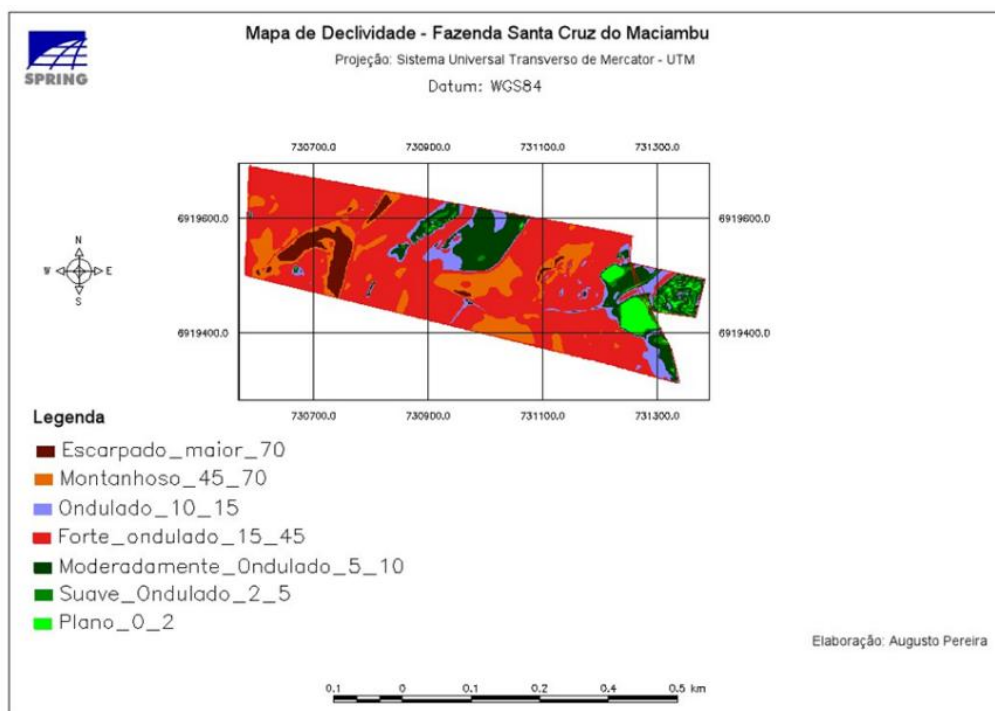 SPRING
Mapa de Declividade - Fazenda Santa Cruz do Maciambu
Projeção: Sistema Universal Transverso de Mercator - UTM
Datum: WGS84
730700.0 730900.0 731100.0 731300.0
6919600.0 6919600.0
N
W E
S
6919400.0 6919400.0
730700.0 730900.0 731100.0 731300.0
Legenda
Escarpado_maior_70
Montanhoso_45_70
Ondulado_10_15
Forte_ondulado_15_45
Moderadamente_Ondulado_5_10
Suave_Ondulado_2_5
Plano_0_2
Elaboração: Augusto Pereira
0.1 0 0.1 0.2 0.4 0.5 km